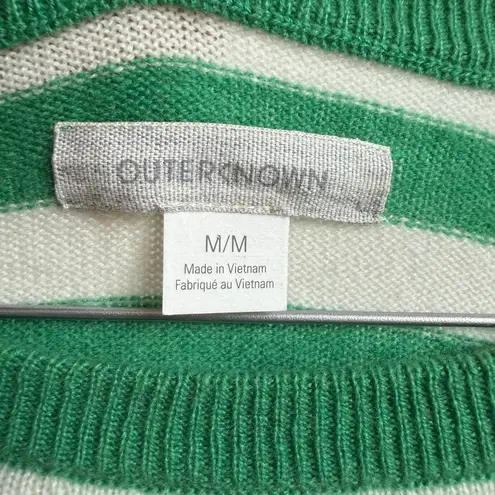 OUTERKNOWN
M/M
Made in Vietnam
Fabriqué au Vietnam